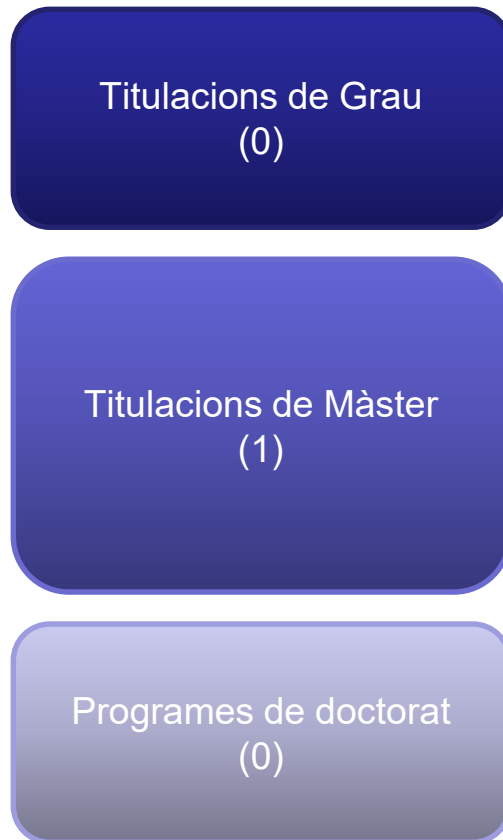 Titulacions de Grau
(0)
Titulacions de Màster
(1)
Programes de doctorat
(0)